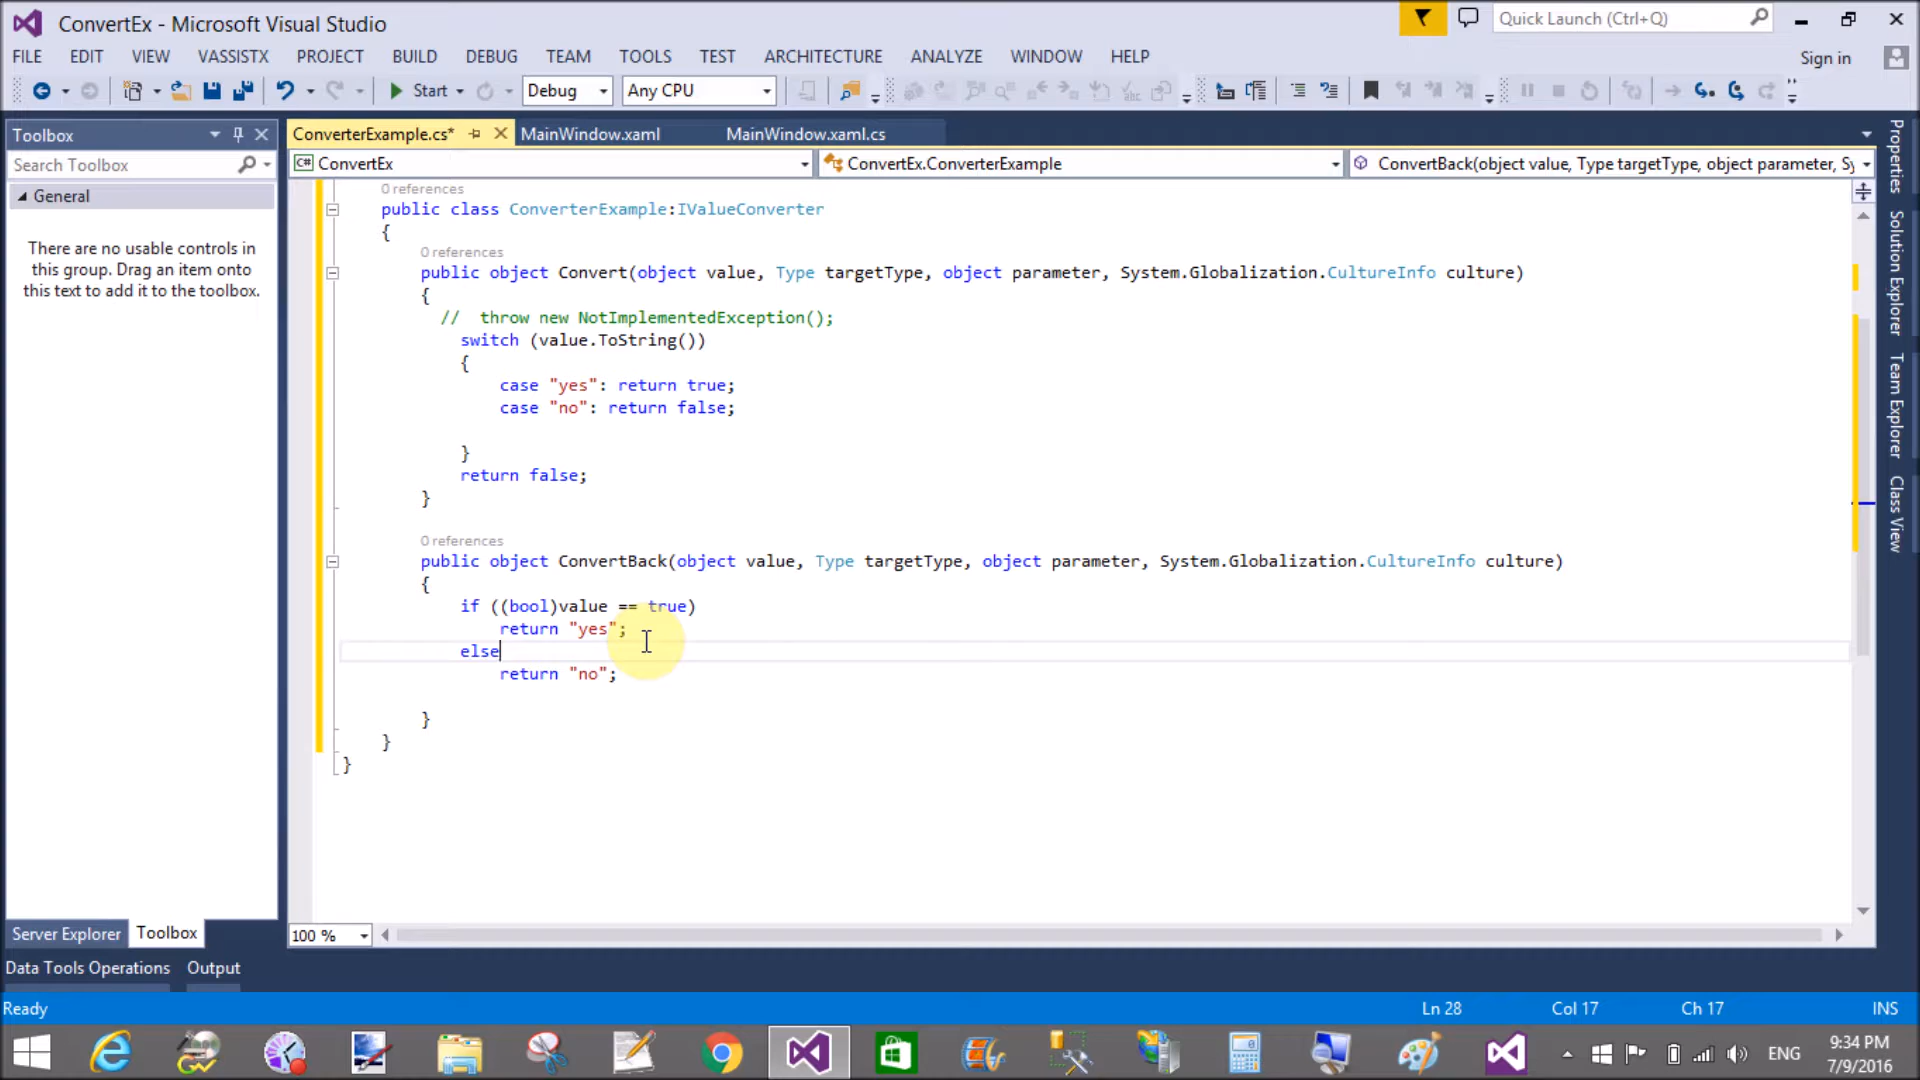 ConvertEx - Microsoft Visual Studio
Quick Launch (Ctrl+Q)
FILE EDIT VIEW VASSISTX PROJECT BUILD DEBUG TEAM TOOLS TEST ARCHITECTURE ANALYZE WINDOW HELP
Sign in
Start Debug Any CPU
Toolbox
Search Toolbox
General
There are no usable controls in
this group. Drag an item onto
this text to add it to the toolbox.
ConverterExample.cs* MainWindow.xaml MainWindow.xaml.cs
C# ConvertEx
ConvertEx.ConverterExample
ConvertBack(object value, Type targetType, object parameter, Sy
0 references
public class ConverterExample:IValueConverter
{
0 references
public object Convert(object value, Type targetType, object parameter, System.Globalization.CultureInfo culture)
{
// throw new NotImplementedException();
switch (value.ToString())
{
case "yes": return true;
case "no": return false;
}
return false;
}
0 references
public object ConvertBack(object value, Type targetType, object parameter, System.Globalization.CultureInfo culture)
{
if ((bool)value == true)
return "yes";
else
return "no";
}
}
}
Properties
Solution Explorer
Team Explorer
Class View
100 %
Server Explorer Toolbox
Data Tools Operations Output
Ready
Ln 28 Col 17 Ch 17 INS
ENG
9:34 PM
7/9/2016